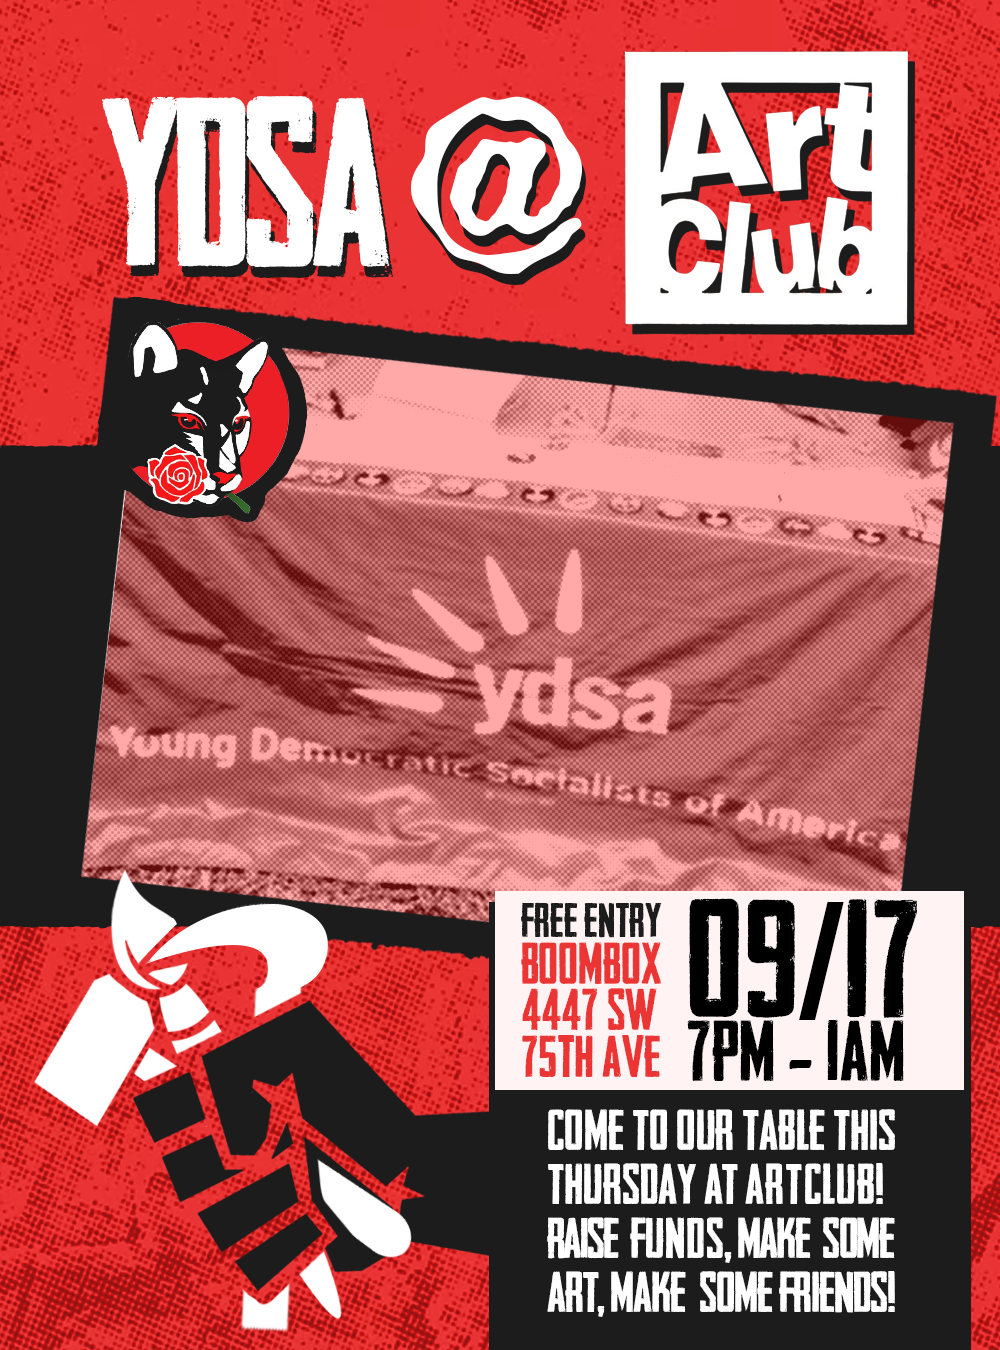 YDSA @ Art
Club
ydsa
Young Democratic Socialists of America
FREE ENTRY
BOOMBOX
4447 SW
75TH AVE
09/17
7PM - 1AM
COME TO OUR TABLE THIS
THURSDAY AT ARTCLUB!
RAISE FUNDS, MAKE SOME
ART, MAKE SOME FRIENDS!